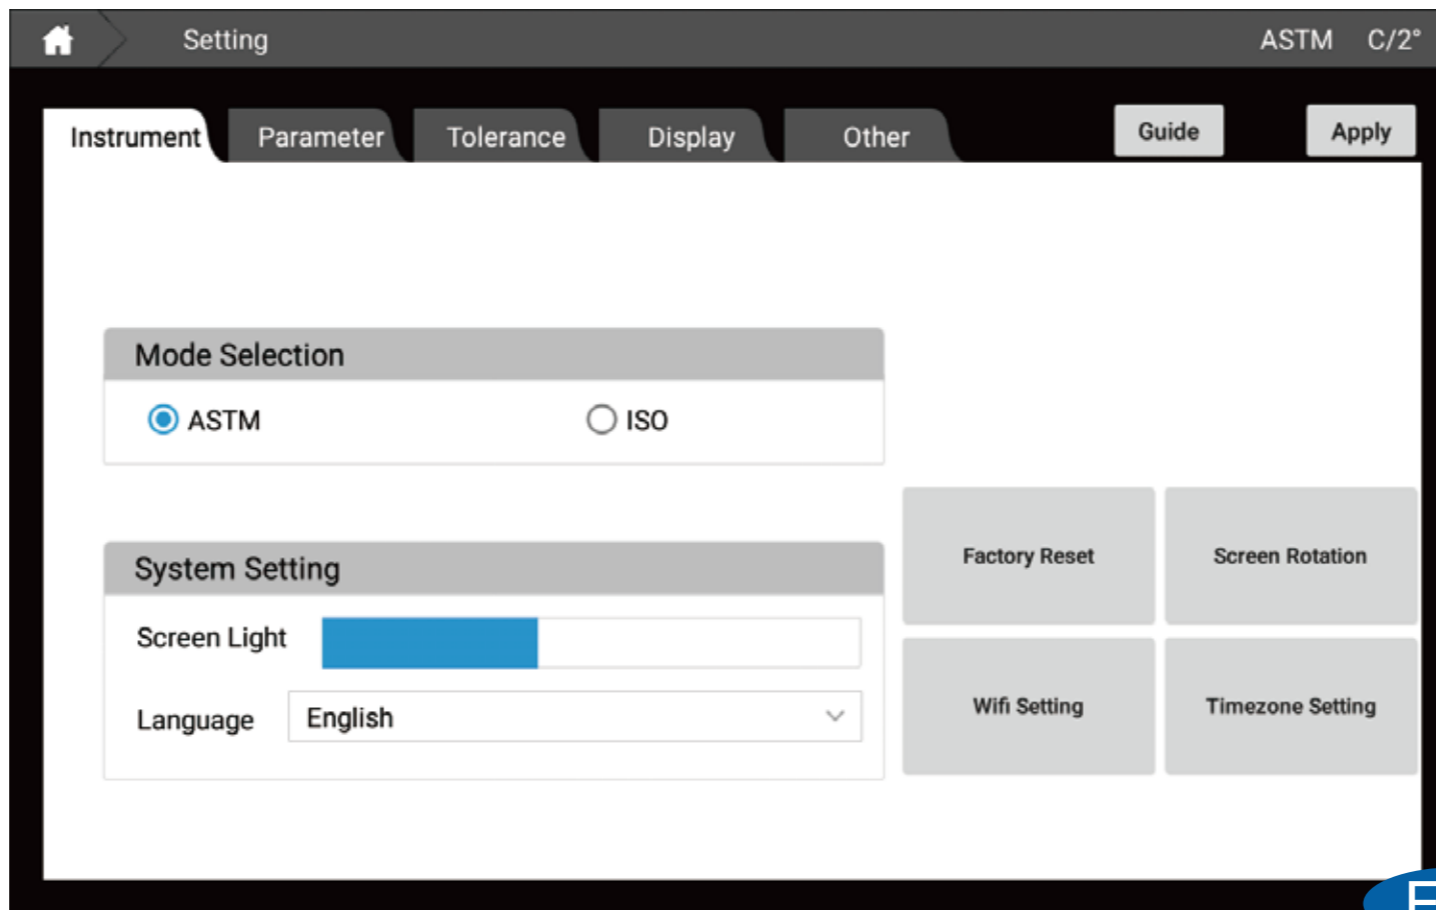 Setting ASTM C/2°
Instrument Parameter Tolerance Display Other Guide Apply
Mode Selection
ASTM ISO
System Setting
Screen Light
Language English
Factory Reset Screen Rotation
Wifi Setting Timezone Setting